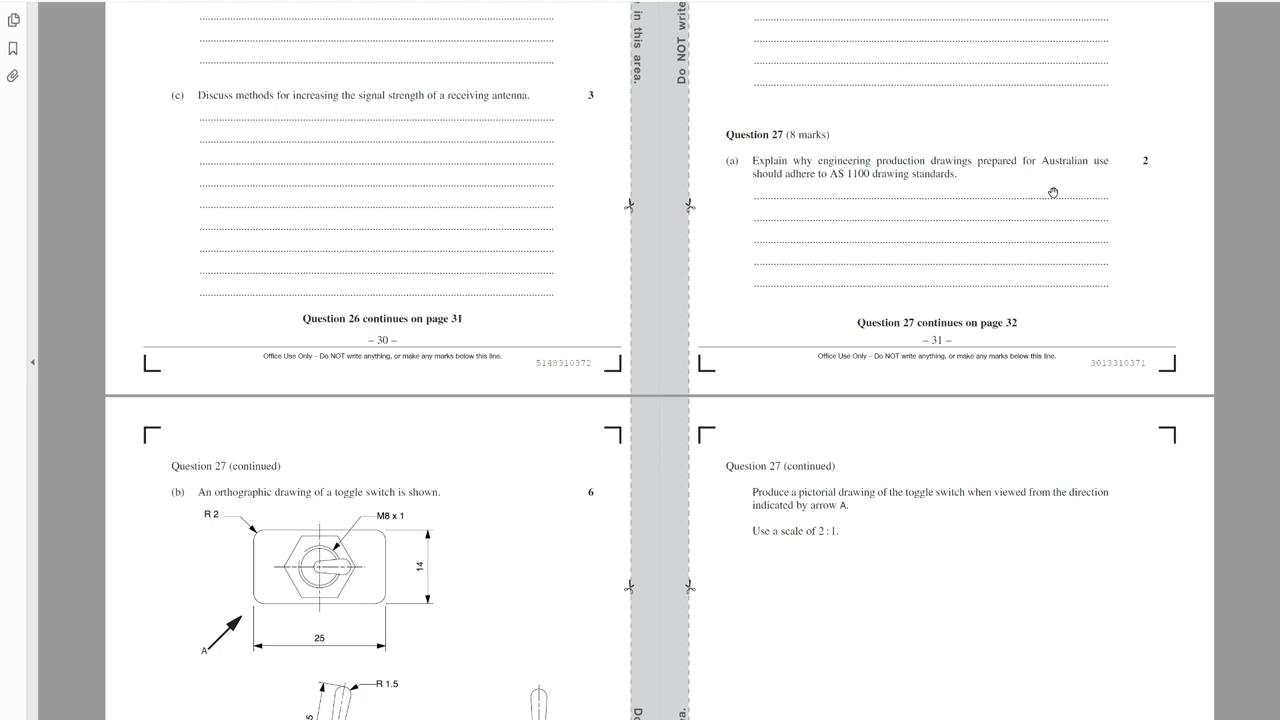 in this area.
Do NOT write
(c) Discuss methods for increasing the signal strength of a receiving antenna. 3
Question 26 continues on page 31
– 30 –
Office Use Only – Do NOT write anything, or make any marks below this line.
5148310372
Question 27 (8 marks)
(a) Explain why engineering production drawings prepared for Australian use 2
should adhere to AS 1100 drawing standards.
Question 27 continues on page 32
– 31 –
Office Use Only – Do NOT write anything, or make any marks below this line.
3013310371
Question 27 (continued)
(b) An orthographic drawing of a toggle switch is shown. 6
R 2
M8 x 1
14
A
25
R 1.5
5
Do
ea.
Question 27 (continued)
Produce a pictorial drawing of the toggle switch when viewed from the direction
indicated by arrow A.
Use a scale of 2 : 1.